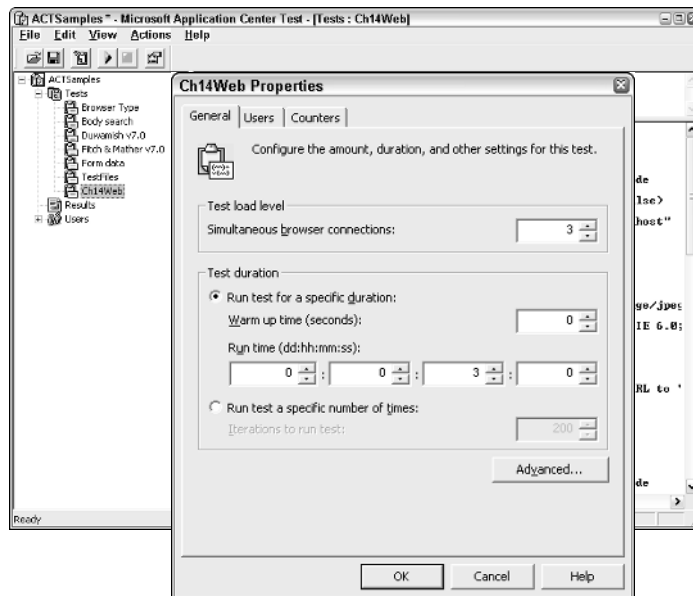 ACTSamples * - Microsoft Application Center Test - [Tests : Ch14Web]
File Edit View Actions Help
ACTSamples
Tests
Browser Type
Body search
Duwamish v7.0
Fitch & Mather v7.0
Form data
TestFiles
Ch14Web
Results
Users
Ch14Web Properties
General Users Counters
Configure the amount, duration, and other settings for this test.
Test load level
Simultaneous browser connections: 3
Test duration
Run test for a specific duration:
Warm up time (seconds): 0
Run time (dd:hh:mm:ss):
0 : 0 : 3 : 0
Run test a specific number of times:
Iterations to run test: 200
Advanced...
OK Cancel Help
de
lse>
host"
ge/jpeg
IE 6.0;
RL to '
de
Ready